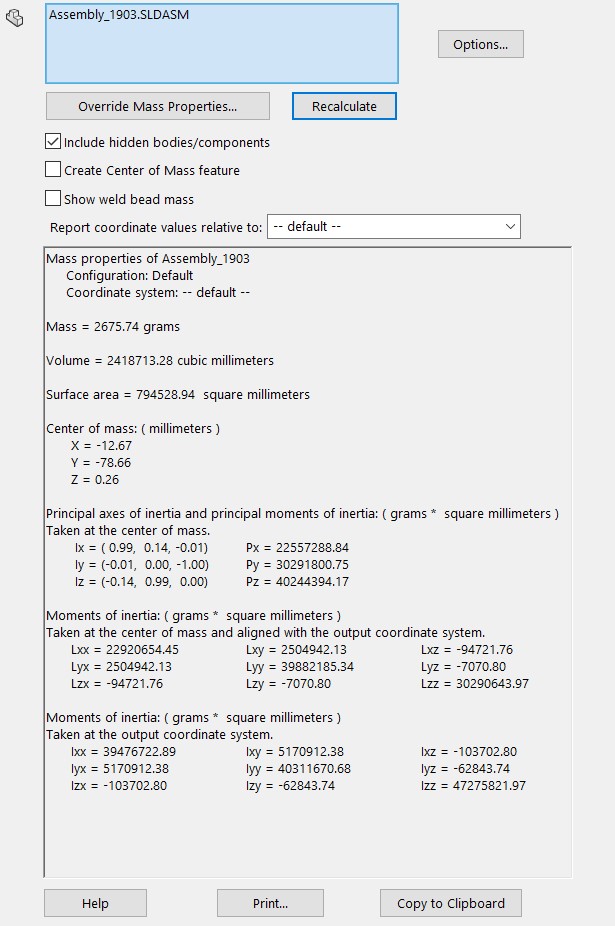 Assembly_1903.SLDASM
Options...
Override Mass Properties...
Recalculate
Include hidden bodies/components
Create Center of Mass feature
Show weld bead mass
Report coordinate values relative to: -- default --
Mass properties of Assembly_1903
Configuration: Default
Coordinate system: -- default --
Mass = 2675.74 grams
Volume = 2418713.28 cubic millimeters
Surface area = 794528.94 square millimeters
Center of mass: ( millimeters )
X = -12.67
Y = -78.66
Z = 0.26
Principal axes of inertia and principal moments of inertia: ( grams * square millimeters )
Taken at the center of mass.
Ix = ( 0.99, 0.14, -0.01) Px = 22557288.84
Iy = (-0.01, 0.00, -1.00) Py = 30291800.75
Iz = (-0.14, 0.99, 0.00) Pz = 40244394.17
Moments of inertia: ( grams * square millimeters )
Taken at the center of mass and aligned with the output coordinate system.
Lxx = 22920654.45 Lxy = 2504942.13 Lxz = -94721.76
Lyx = 2504942.13 Lyy = 39882185.34 Lyz = -7070.80
Lzx = -94721.76 Lzy = -7070.80 Lzz = 30290643.97
Moments of inertia: ( grams * square millimeters )
Taken at the output coordinate system.
Ixx = 39476722.89 Ixy = 5170912.38 Ixz = -103702.80
Iyx = 5170912.38 Iyy = 40311670.68 Iyz = -62843.74
Izx = -103702.80 Izy = -62843.74 Izz = 47275821.97
Help
Print...
Copy to Clipboard